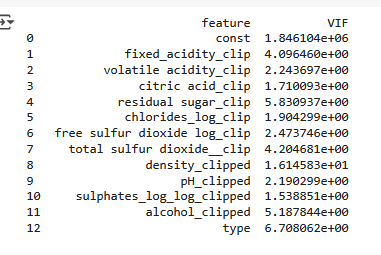 feature VIF
0 const 1.846104e+06
1 fixed_acidity_clip 4.096460e+00
2 volatile acidity_clip 2.243697e+00
3 citric acid_clip 1.710093e+00
4 residual sugar_clip 5.830937e+00
5 chlorides_log_clip 1.904299e+00
6 free sulfur dioxide log_clip 2.473746e+00
7 total sulfur dioxide__clip 4.204681e+00
8 density_clipped 1.614583e+01
9 pH_clipped 2.190299e+00
10 sulphates_log_log_clipped 1.538851e+00
11 alcohol_clipped 5.187844e+00
12 type 6.708062e+00